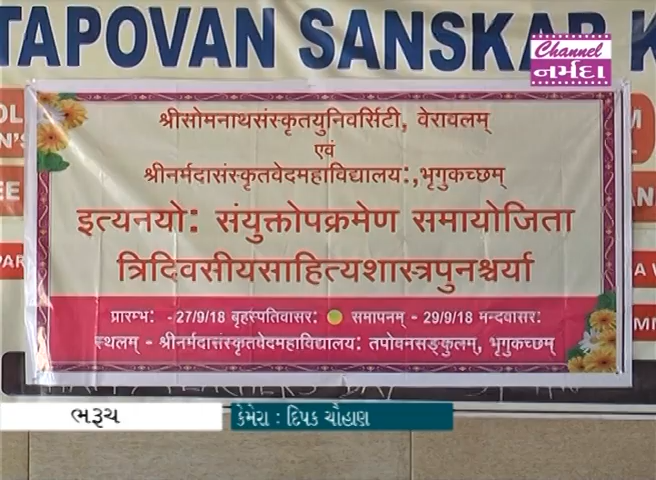 TAPOVAN SANSKAR K
Channel
નર્મદા
श्रीसोमनाथसंस्कृतयुनिवर्सिटी, वेरावलम्
एवं
श्रीनर्मदासंस्कृतवेदमहाविद्यालय:,भृगुकच्छम्
इत्यनयो: संयुक्तोपक्रमेण समायोजिता
त्रिदिवसीयसाहित्यशास्त्रपुनश्चर्या
प्रारम्भ: -27/9/18 बृहस्पतिवासर: समापनम् - 29/9/18 मन्दवासर:
स्थलम् - श्रीनर्मदासंस्कृतवेदमहाविद्यालय: तपोवनसङ्कुलम्, भृगुकच्छम्
ભરૂચ
કેમેરા : દિપક ચૌહાણ